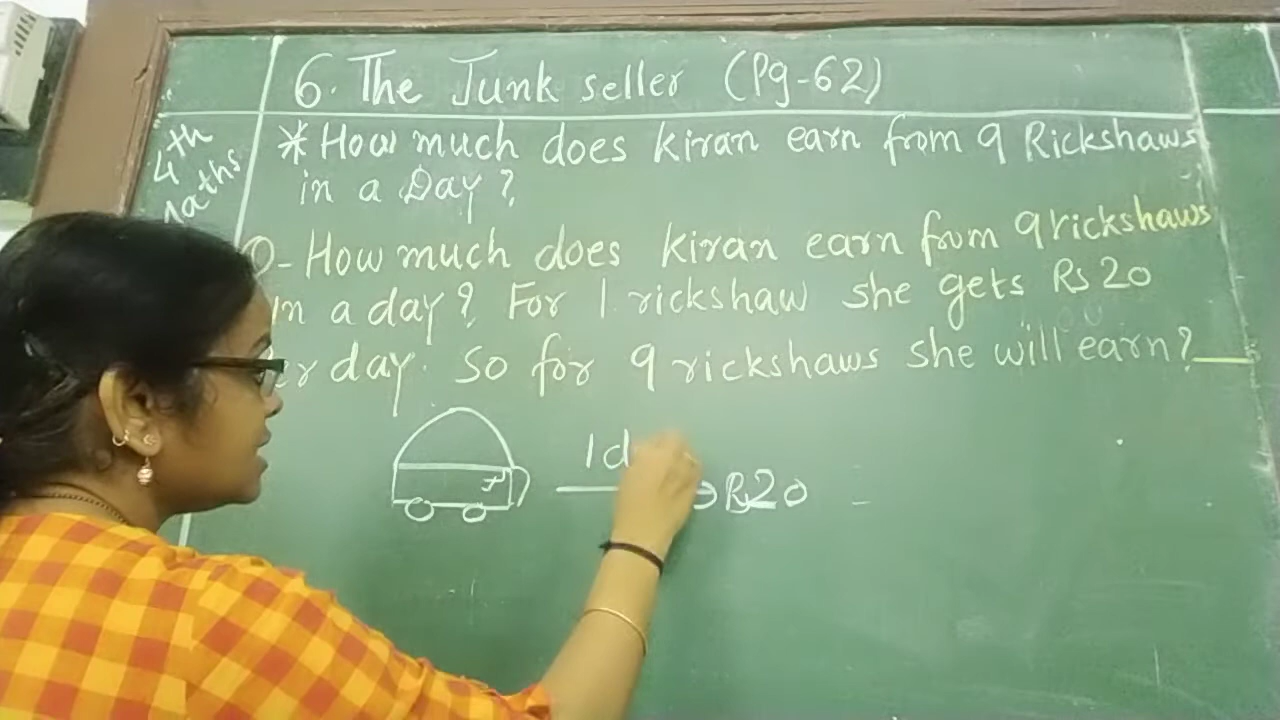 6. The Junk seller (Pg-62)
4th
* How much does kiran earn from 9 Rickshaws
in a Day?
Q- How much does kiran earn from 9 rickshaws
in a day? For 1 rickshaw she gets Rs 20
day. So for 9 rickshaws she will earn?
1d
Rs20